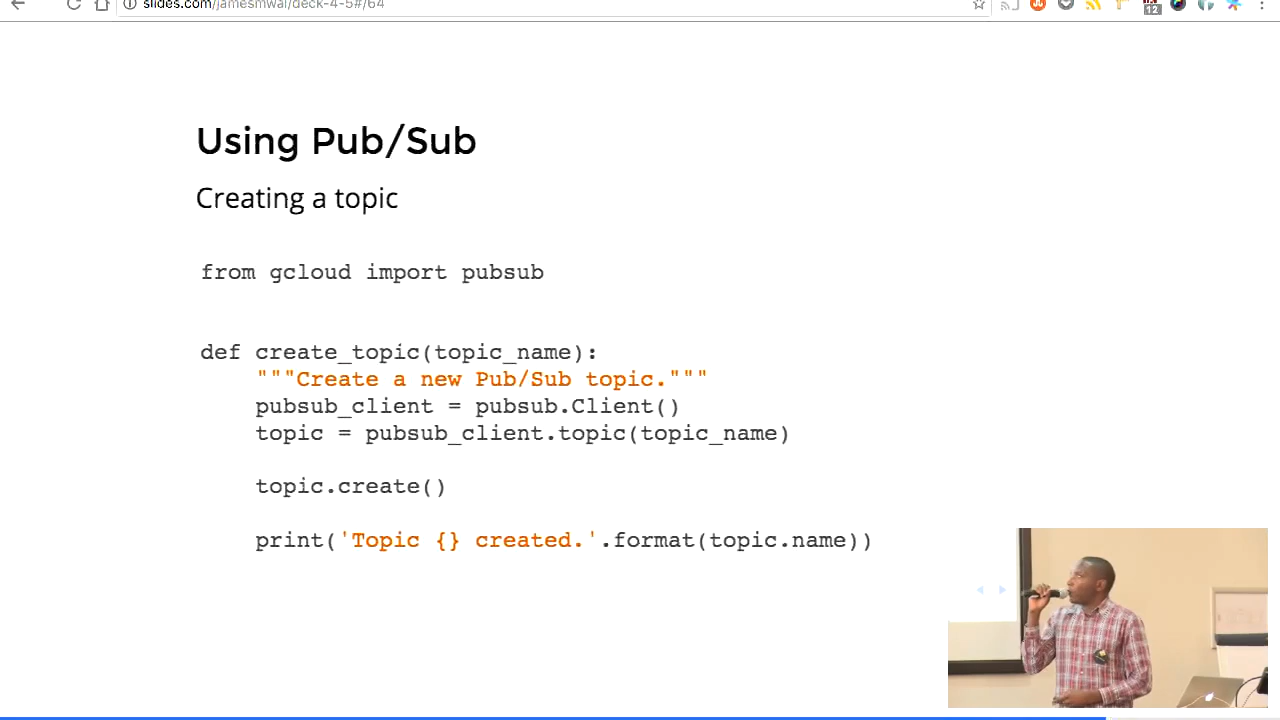 slides.com/jamesmwai/deck-4-5#/64
12
Using Pub/Sub
Creating a topic
from gcloud import pubsub
def create_topic(topic_name):
"""Create a new Pub/Sub topic."""
pubsub_client = pubsub.Client()
topic = pubsub_client.topic(topic_name)
topic.create()
print('Topic {} created.'.format(topic.name))